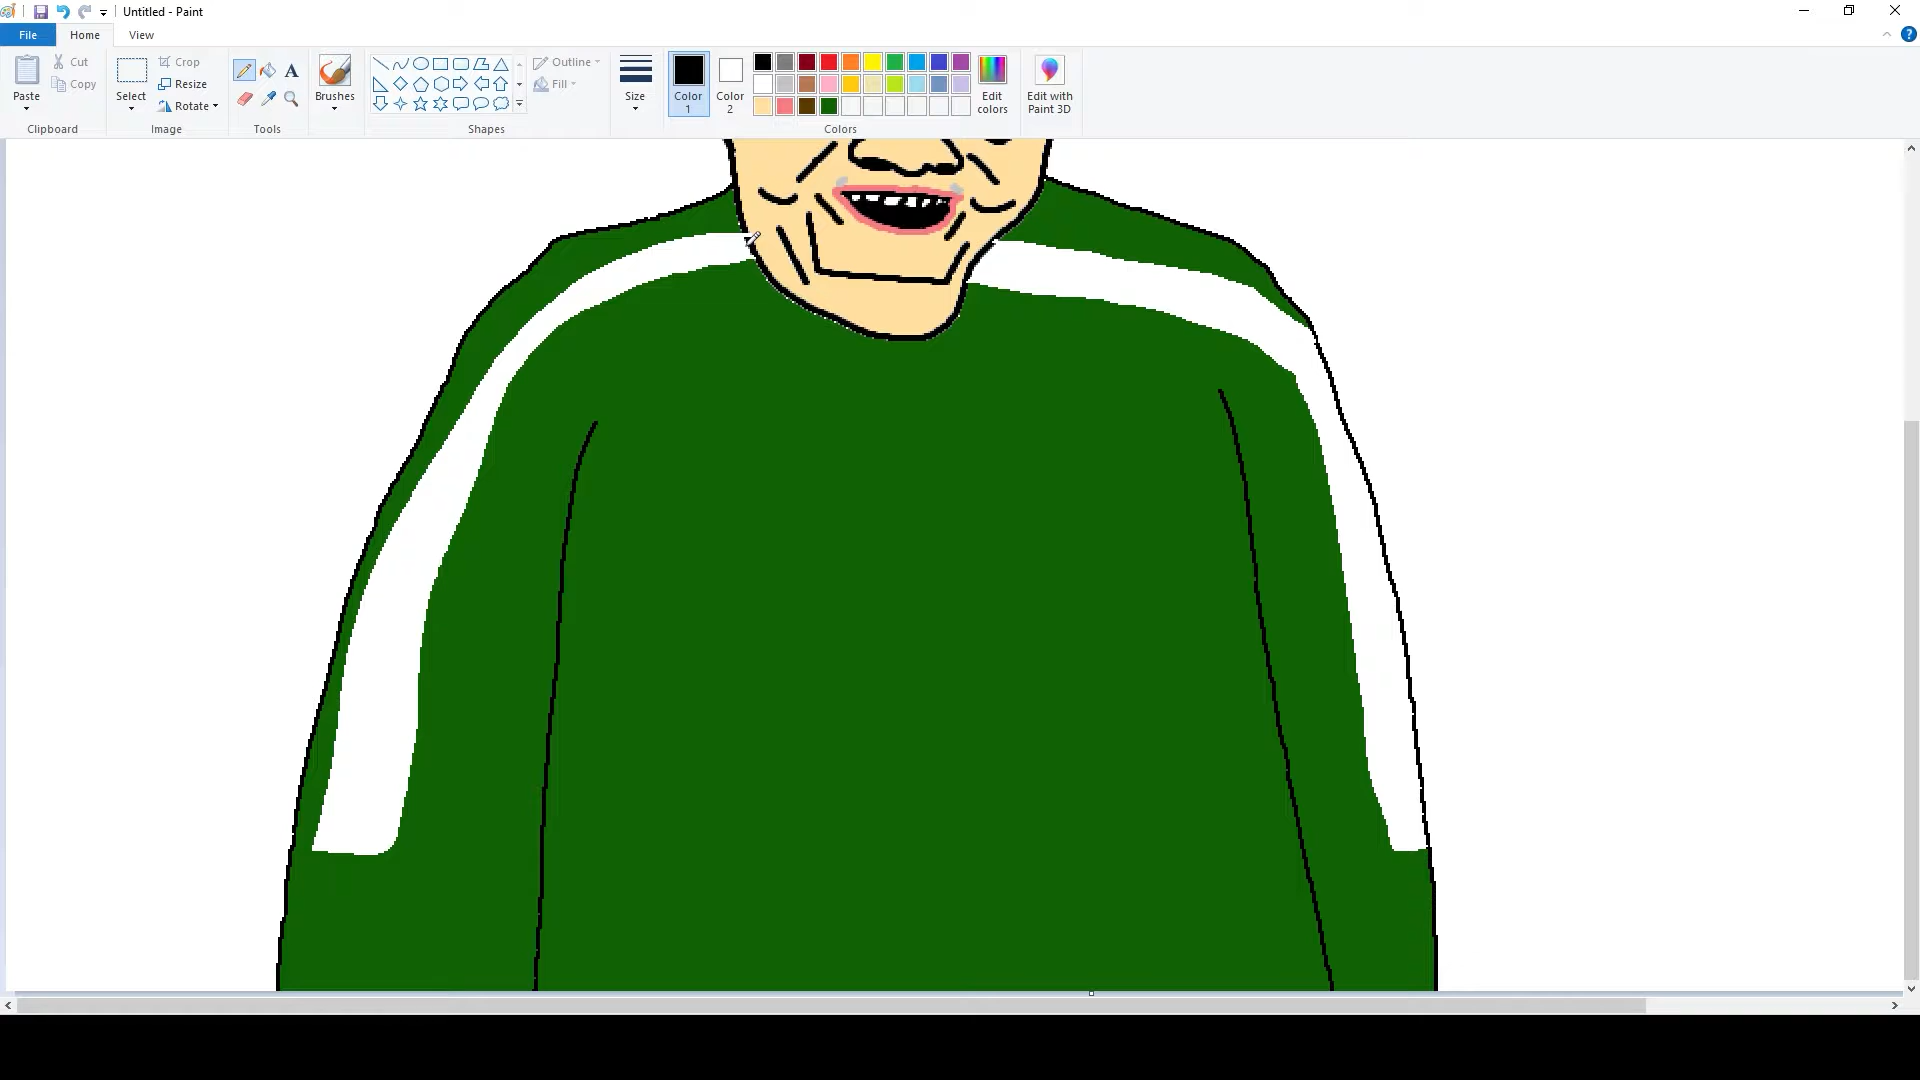 Untitled - Paint
File Home View
Paste
Cut
Copy
Clipboard
Select
Crop
Resize
Rotate
Image
A
Tools
Brushes
Outline
Fill
Shapes
Size
Color 1
Color 2
Edit colors
Colors
Edit with Paint 3D